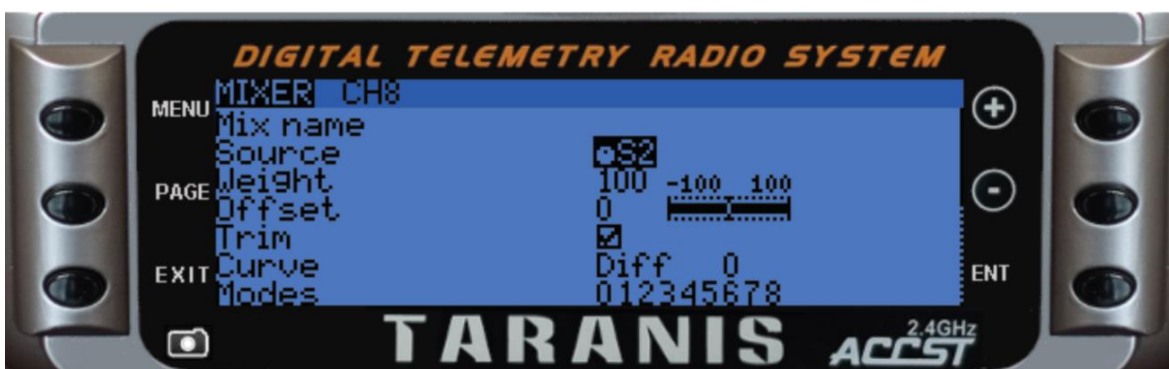 DIGITAL TELEMETRY RADIO SYSTEM
MIXER CH8
Mix name
Source S2
Weight 100 -100 100
Offset 0
Trim
Curve Diff 0
Modes 012345678
MENU
PAGE
EXIT
+
-
ENT
TARANIS
ACCST 2.4GHz